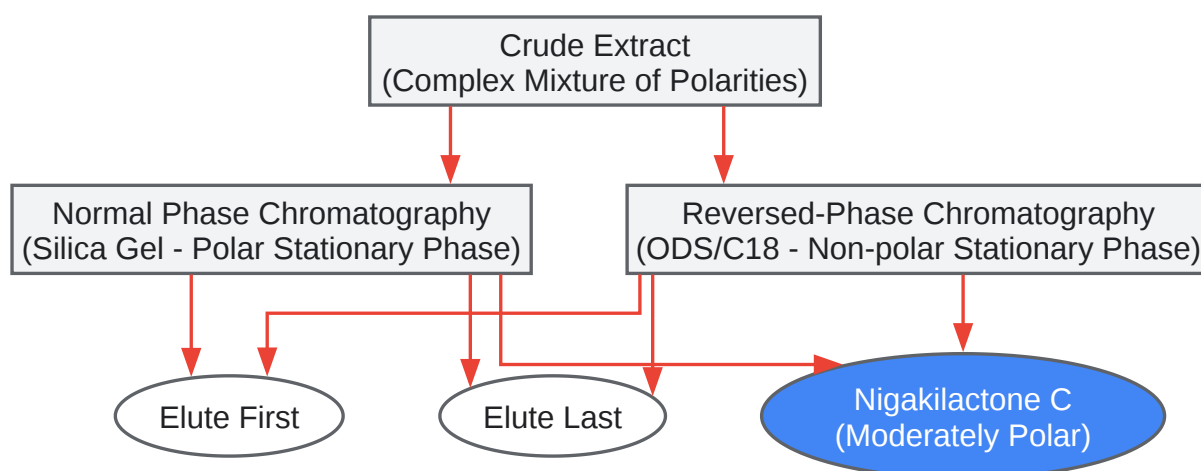 Crude Extract
(Complex Mixture of Polarities)
Normal Phase Chromatography
(Silica Gel - Polar Stationary Phase)
Reversed-Phase Chromatography
(ODS/C18 - Non-polar Stationary Phase)
Elute First
Elute Last
Nigakilactone C
(Moderately Polar)